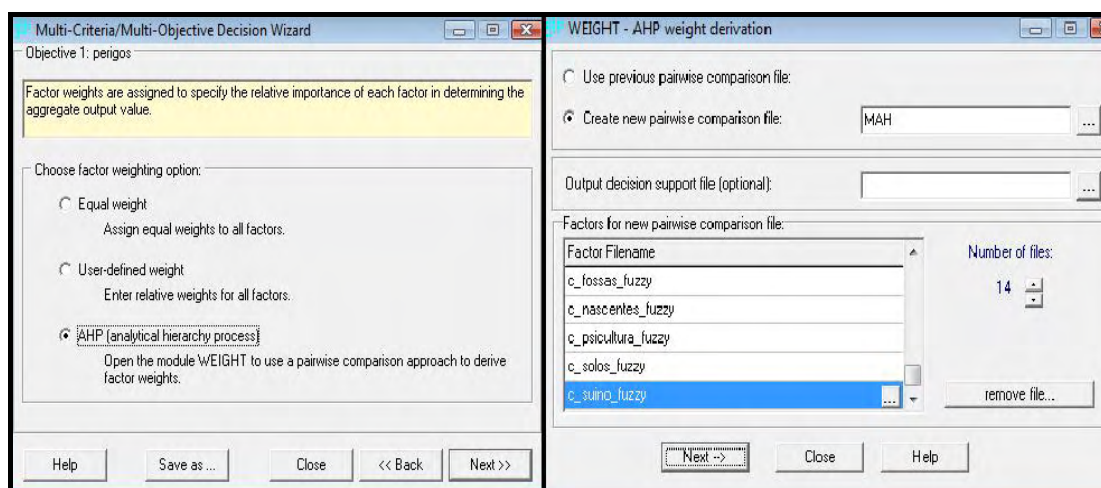 Multi-Criteria/Multi-Objective Decision Wizard
Objective 1: perigos
Factor weights are assigned to specify the relative importance of each factor in determining the
aggregate output value.
Choose factor weighting option:
Equal weight
Assign equal weights to all factors.
User-defined weight
Enter relative weights for all factors.
AHP (analytical hierarchy process)
Open the module WEIGHT to use a pairwise comparison approach to derive
factor weights.
Help
Save as ...
Close
<< Back
Next >>
WEIGHT - AHP weight derivation
Use previous pairwise comparison file:
Create new pairwise comparison file:
MAH
...
Output decision support file (optional):
...
Factors for new pairwise comparison file:
Factor Filename
c_fossas_fuzzy
c_nascentes_fuzzy
c_psicultura_fuzzy
c_solos_fuzzy
c_suino_fuzzy
...
Number of files:
14
remove file...
Next -->
Close
Help